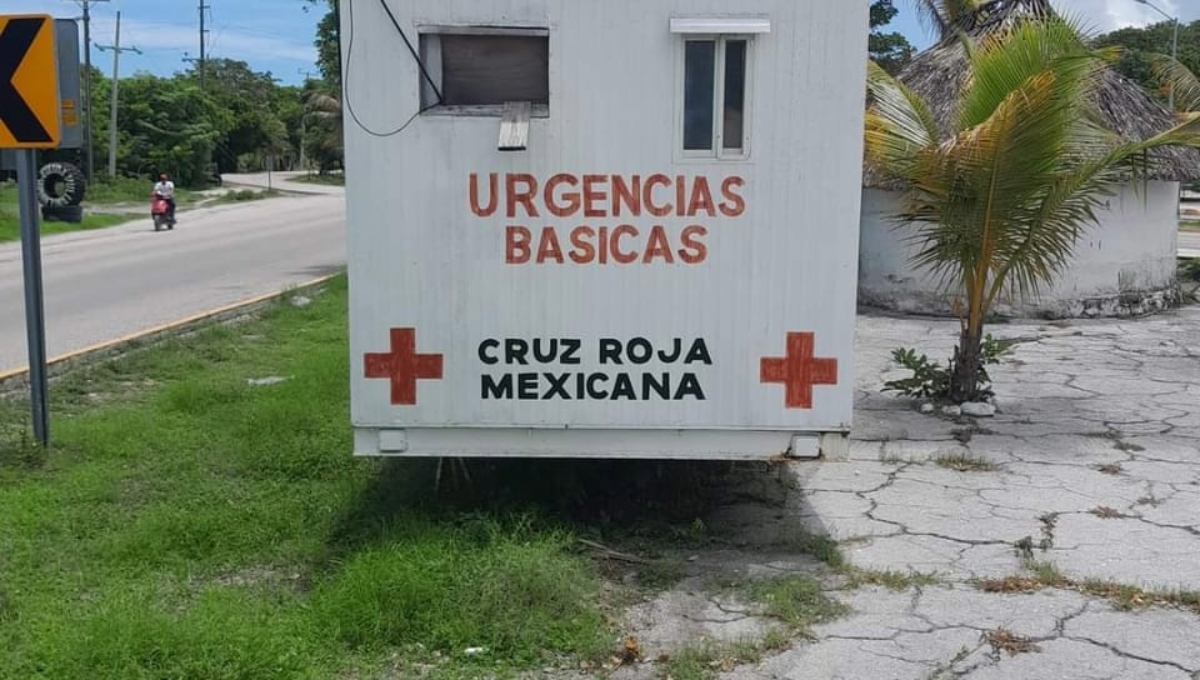 URGENCIAS
BASICAS
CRUZ ROJA
MEXICANA